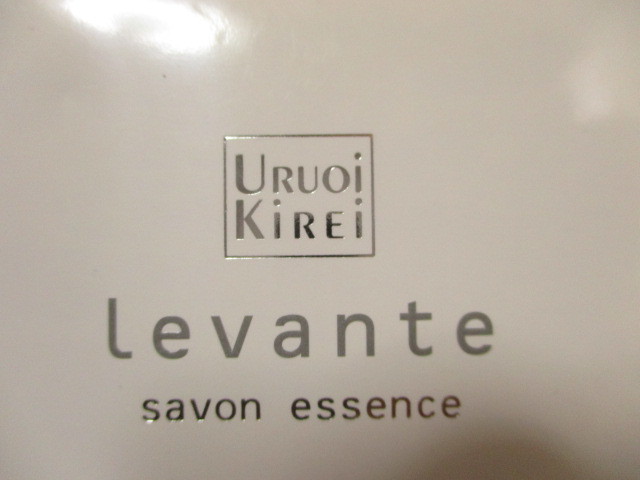 URUOi
KiREi
levante
savon essence